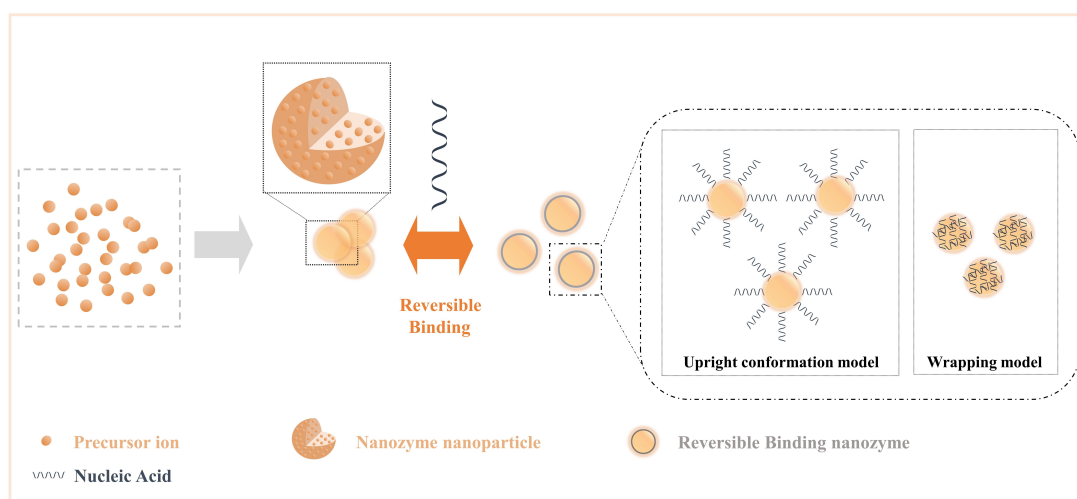 Reversible
Binding
Upright conformation model
Wrapping model
Precursor ion
Nanozyme nanoparticle
Reversible Binding nanozyme
Nucleic Acid